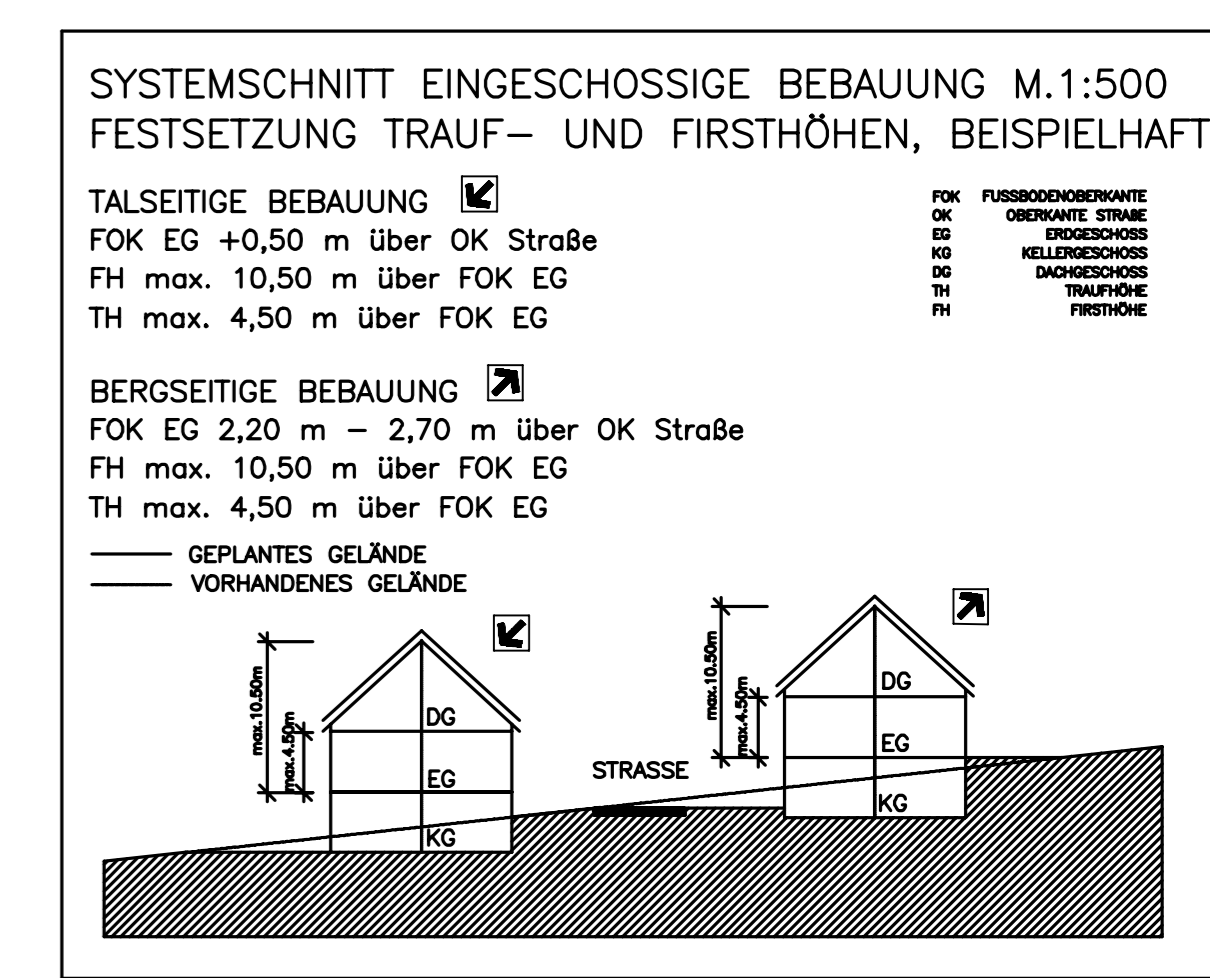 SYSTEMSCHNITT EINGESCHOSSIGE BEBAUUNG M.1:500
FESTSETZUNG TRAUF- UND FIRSTHÖHEN, BEISPIELHAFT
TALSEITIGE BEBAUUNG
FOK EG +0,50 m über OK Straße
FH max. 10,50 m über FOK EG
TH max. 4,50 m über FOK EG
FOK FUSSBODENOBERKANTE
OK OBERKANTE STRAßE
EG ERDGESCHOSS
KG KELLERGESCHOSS
DG DACHGESCHOSS
TH TRAUFHÖHE
FH FIRSTHÖHE
BERGSEITIGE BEBAUUNG
FOK EG 2,20 m - 2,70 m über OK Straße
FH max. 10,50 m über FOK EG
TH max. 4,50 m über FOK EG
GEPLANTES GELÄNDE
VORHANDENES GELÄNDE
max.10.50m
max.4.50m
DG
EG
KG
STRASSE
max.10.50m
max.4.50m
DG
EG
KG